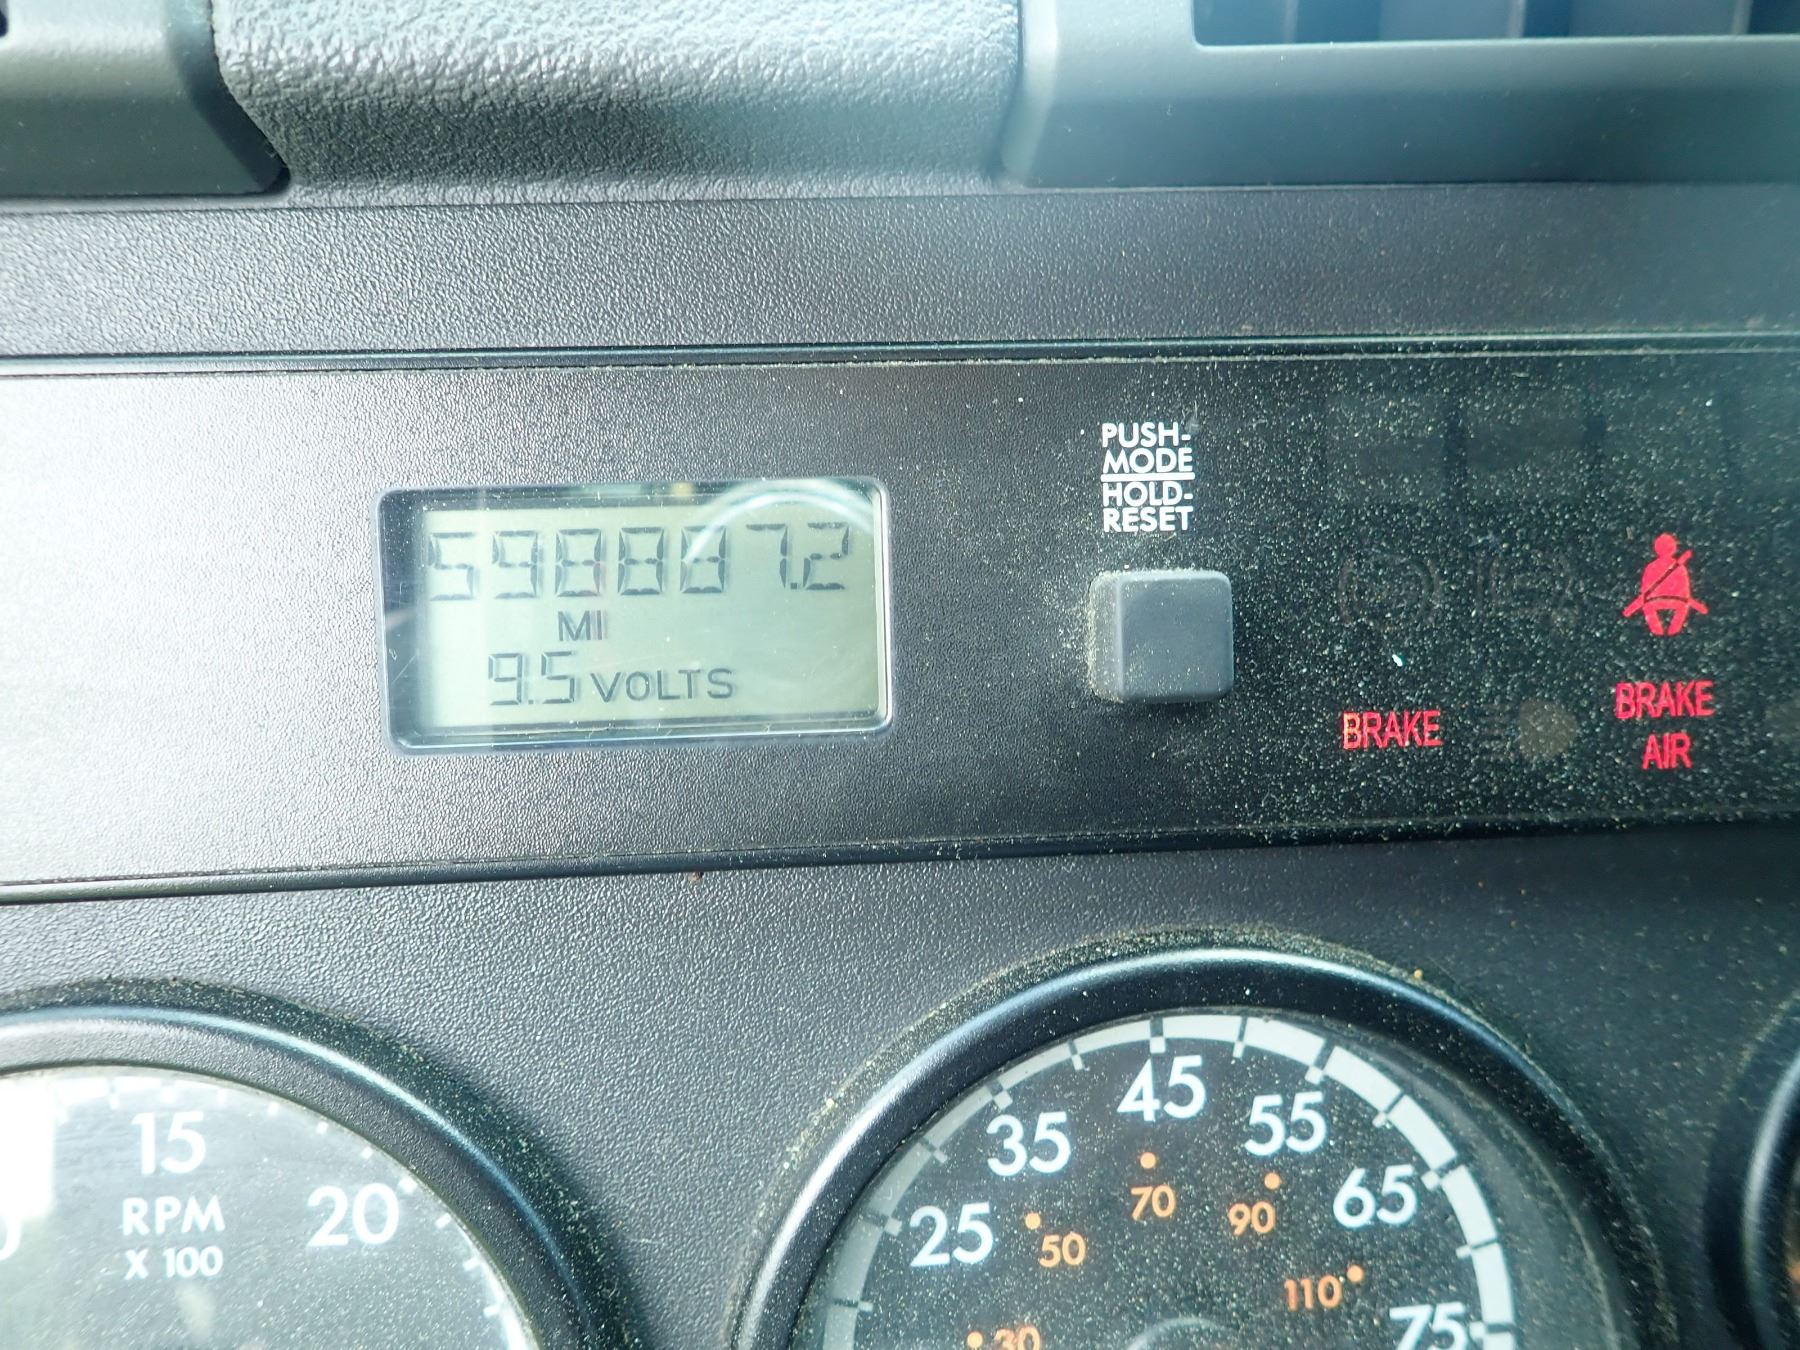 PUSH-
MODE
HOLD-
RESET
598887.2
MI
9.5 VOLTS
BRAKE
BRAKE
AIR
15
20
RPM
X 100
25
35
45
55
65
75
30
50
70
90
110